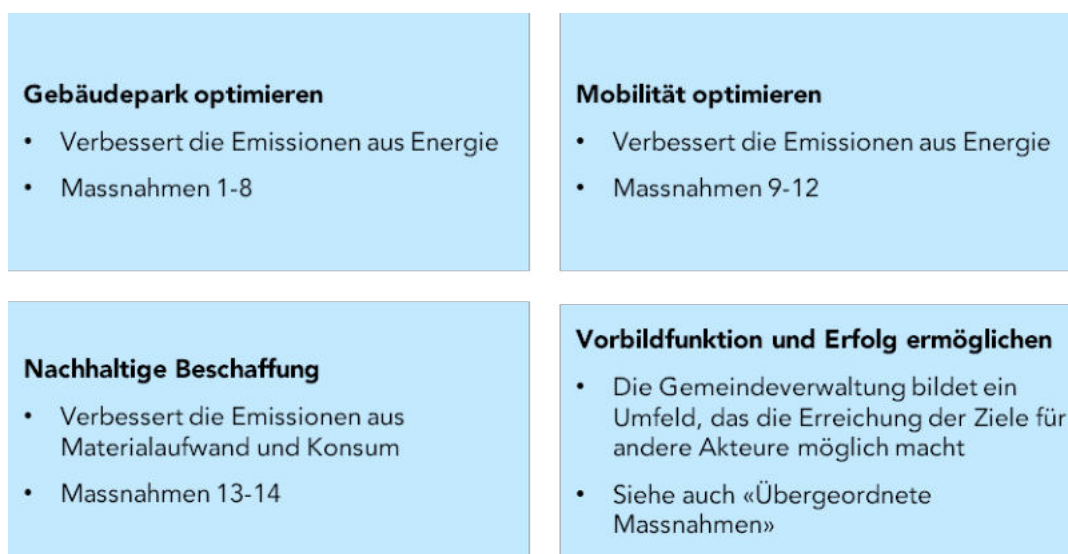 Gebäudepark optimieren
• Verbessert die Emissionen aus Energie
• Massnahmen 1-8
Mobilität optimieren
• Verbessert die Emissionen aus Energie
• Massnahmen 9-12
Nachhaltige Beschaffung
• Verbessert die Emissionen aus
Materialaufwand und Konsum
• Massnahmen 13-14
Vorbildfunktion und Erfolg ermöglichen
• Die Gemeindeverwaltung bildet ein
Umfeld, das die Erreichung der Ziele für
andere Akteure möglich macht
• Siehe auch «Übergeordnete
Massnahmen»